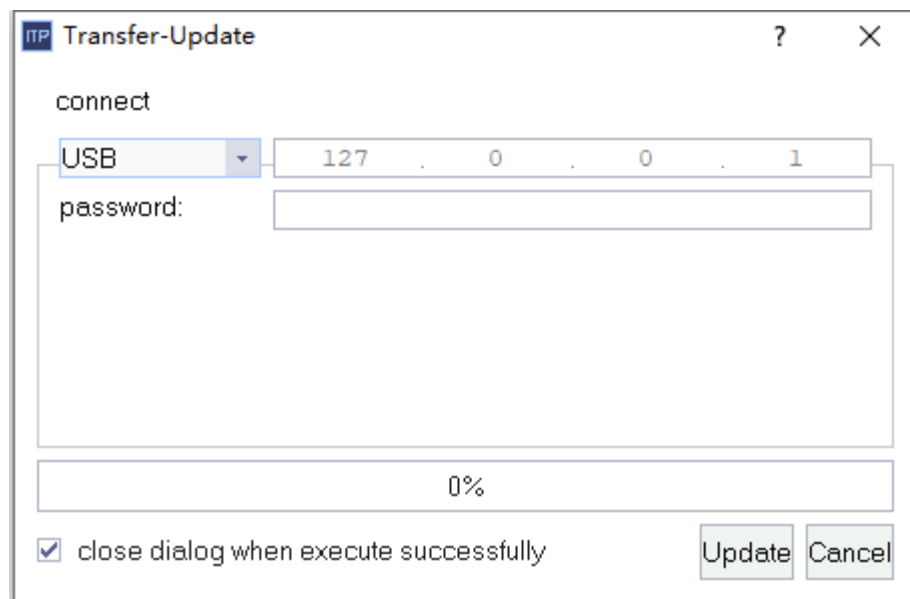 ITP Transfer-Update ?
connect
USB 127 . 0 . 0 . 1
password:
0%
close dialog when execute successfully Update Cancel